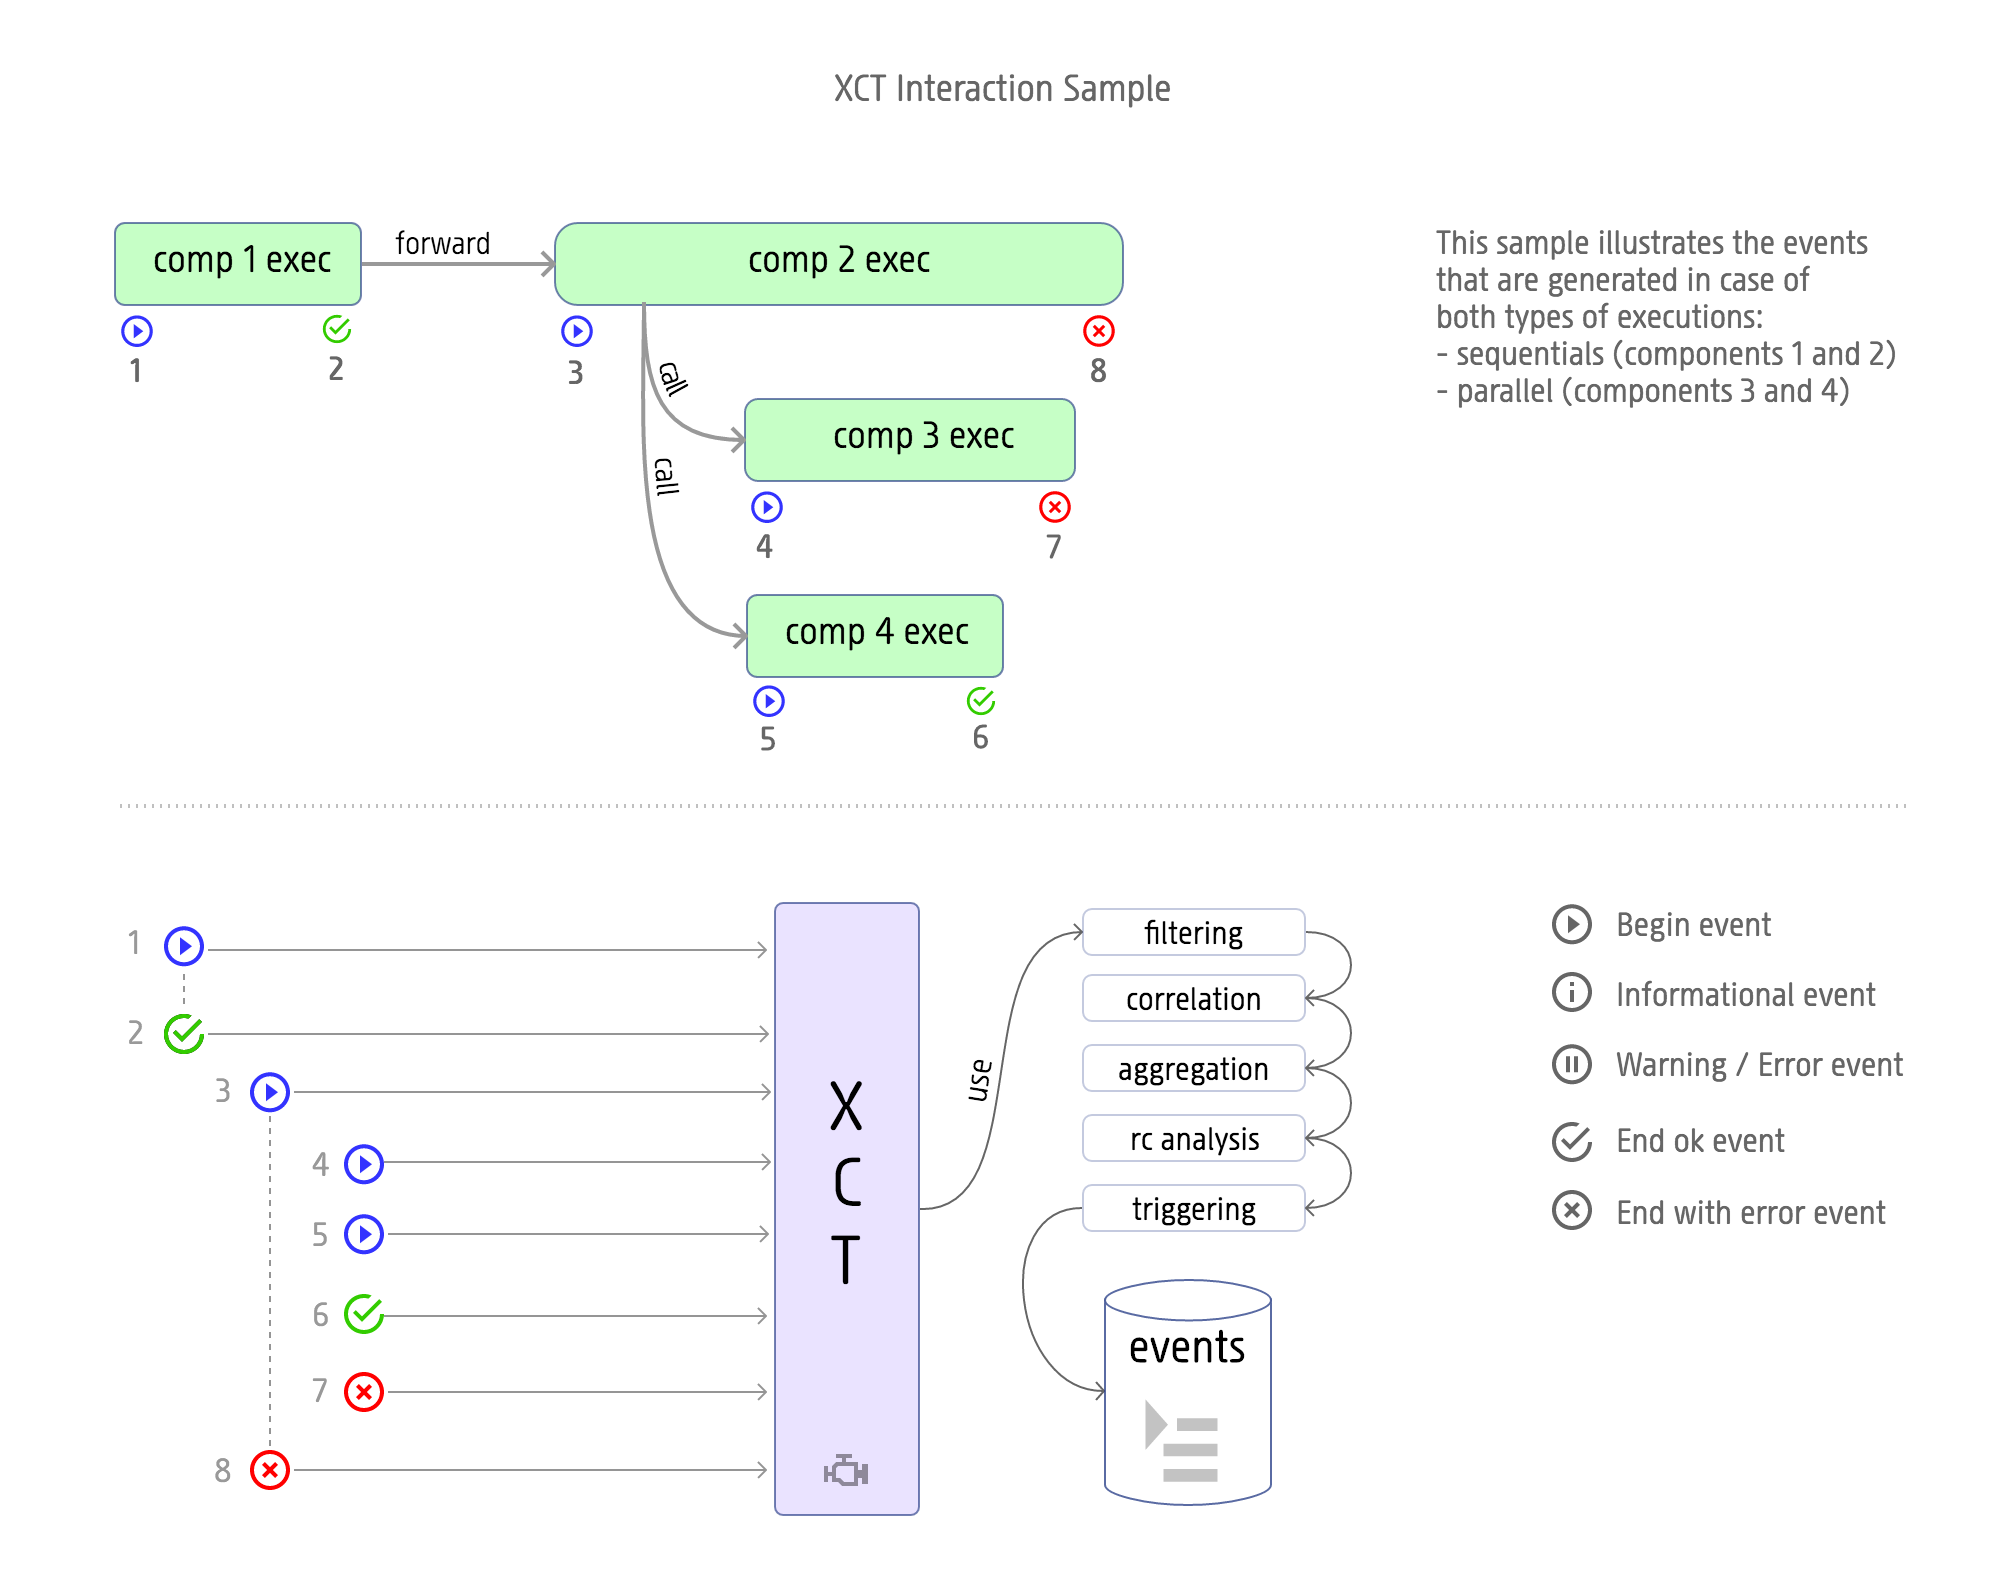 XCT Interaction Sample
comp 1 exec
forward
comp 2 exec
1
2
3
8
call
call
comp 3 exec
4
7
comp 4 exec
5
6
This sample illustrates the events
that are generated in case of
both types of executions:
- sequentials (components 1 and 2)
- parallel (components 3 and 4)
1
2
3
4
5
6
7
8
X
C
T
use
filtering
correlation
aggregation
rc analysis
triggering
events
Begin event
Informational event
Warning / Error event
End ok event
End with error event